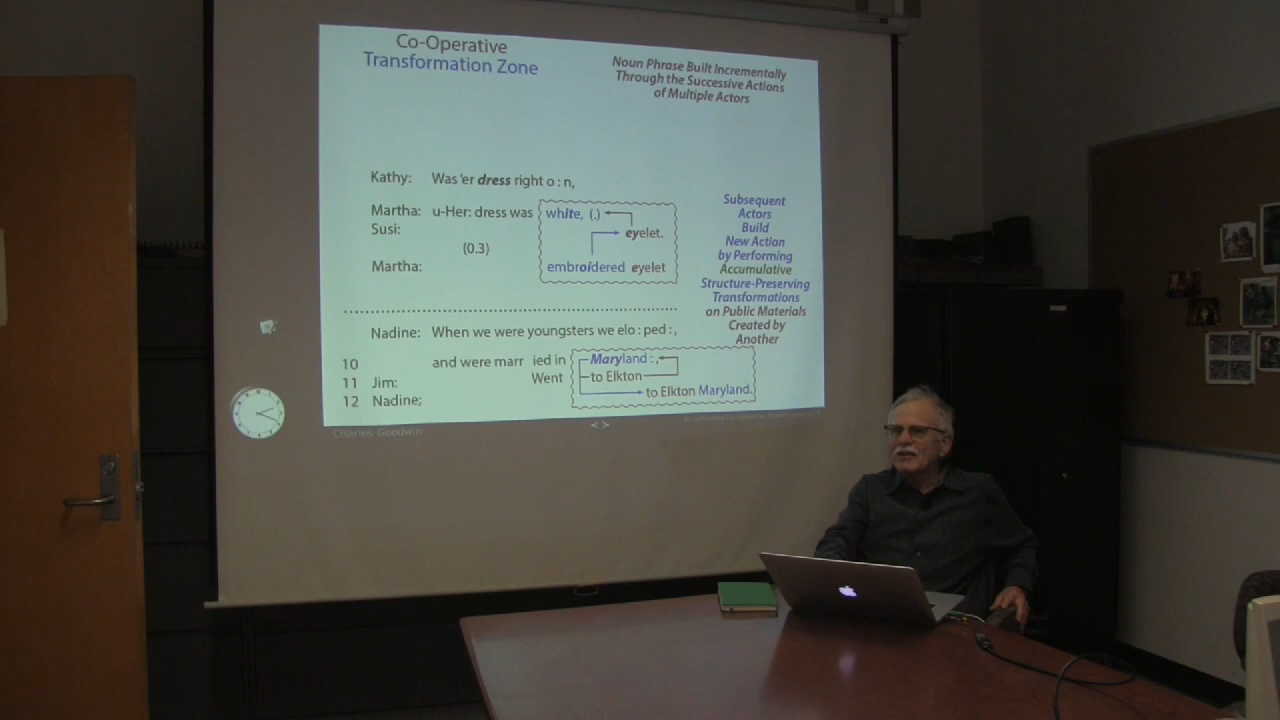 Co-Operative
Transformation Zone
Noun Phrase Built Incrementally
Through the Successive Actions
of Multiple Actors
Kathy: Was 'er dress right o : n,
Martha: u-Her: dress was white, (.)
Susi: eyelet.
(0.3)
Martha: embroidered eyelet
Subsequent
Actors
Build
New Action
by Performing
Accumulative
Structure-Preserving
Transformations
on Public Materials
Created by
Another
Nadine: When we were youngsters we elo : ped : ,
10 and were marr ied in Maryland : ,
11 Jim: Went to Elkton
12 Nadine; to Elkton Maryland.
Charles Goodwin
< >